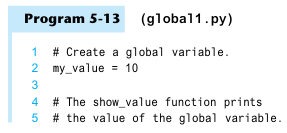 Program 5-13 (global1.py)
1 # Create a global variable.
2 my_value = 10
3
4 # The show_value function prints
5 # the value of the global variable.